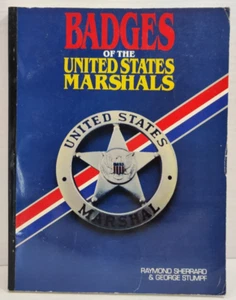 BADGES
OF THE
UNITED STATES
MARSHALS
UNITED STATES
MARSHAL
RAYMOND SHERRARD
& GEORGE STUMPF